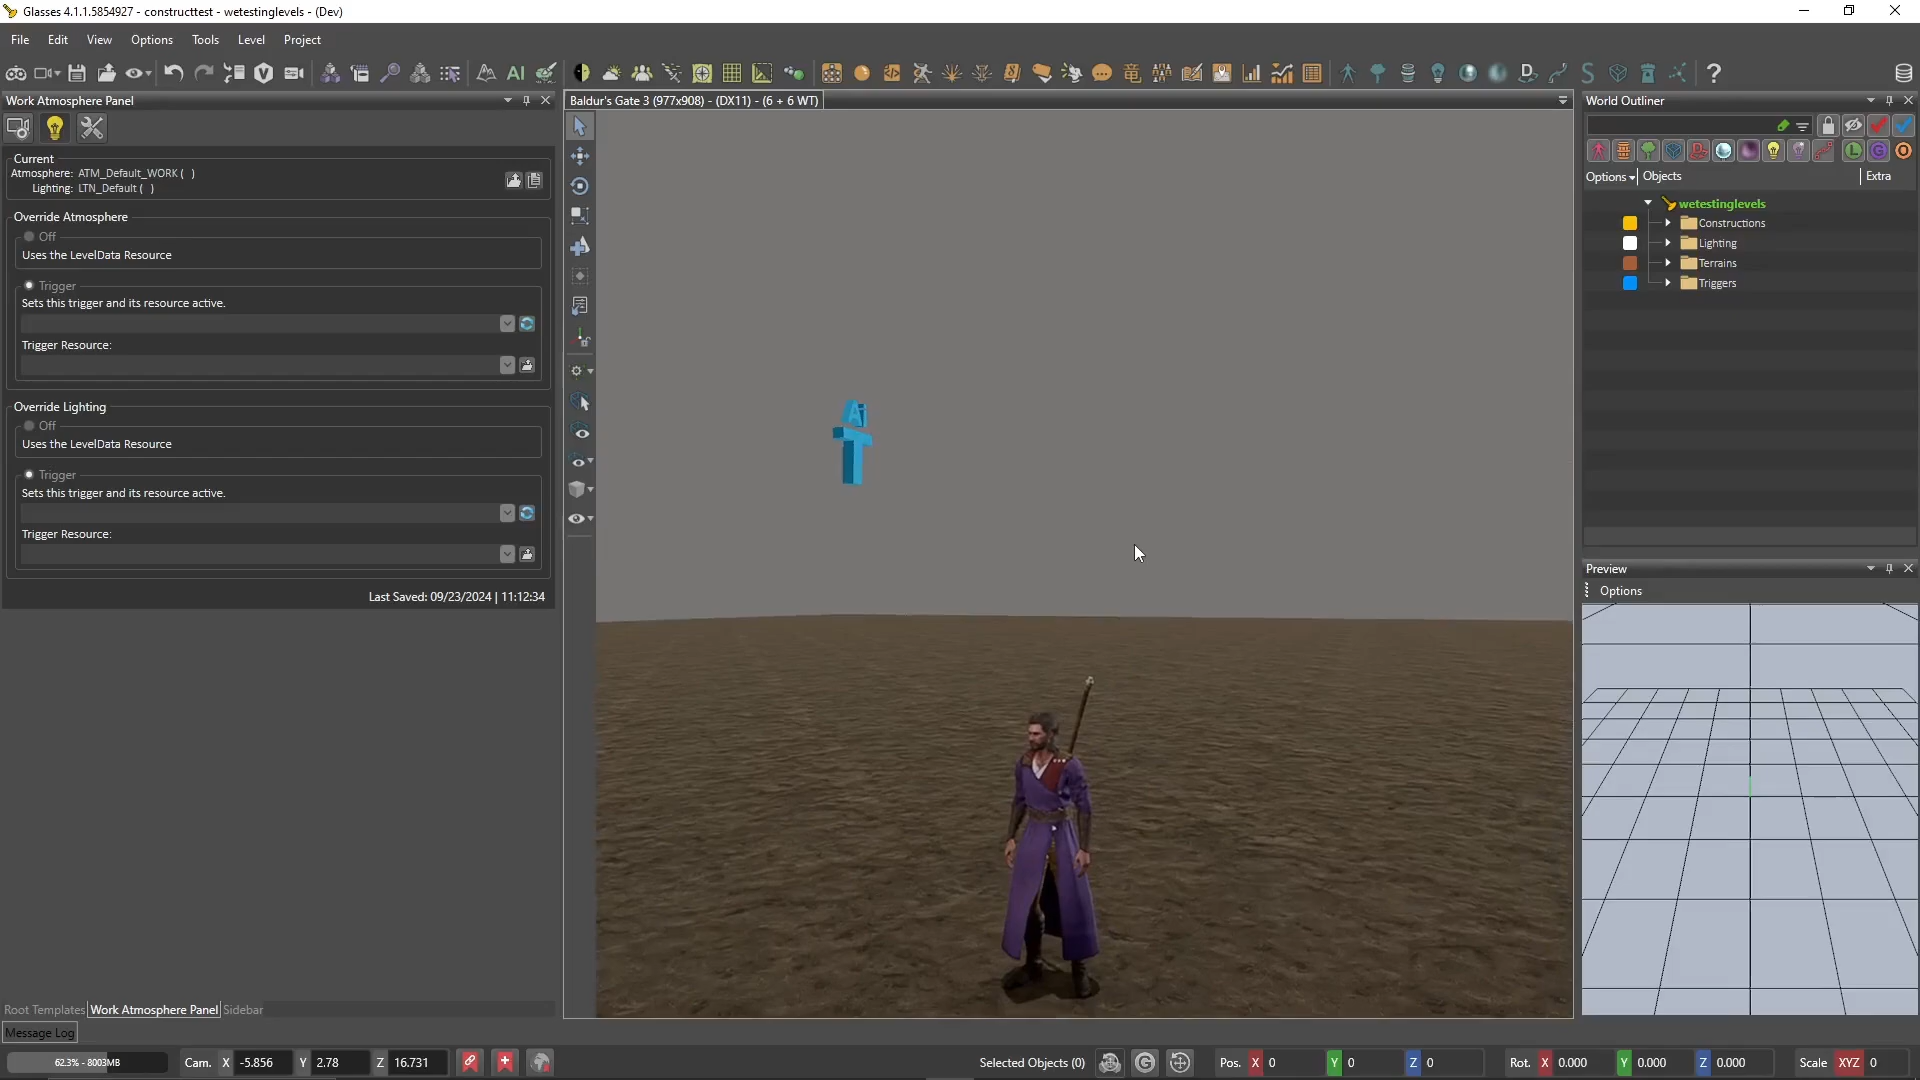 Glasses 4.1.1.5854927 - constructtest - wetestinglevels - (Dev)
File Edit View Options Tools Level Project
AI
Work Atmosphere Panel
Current
Atmosphere: ATM_Default_WORK ( )
Lighting: LTN_Default ( )
Override Atmosphere
Off
Uses the LevelData Resource
Trigger
Sets this trigger and its resource active.
Trigger Resource:
Override Lighting
Off
Uses the LevelData Resource
Trigger
Sets this trigger and its resource active.
Trigger Resource:
Last Saved: 09/23/2024 | 11:12:34
Root Templates Work Atmosphere Panel Sidebar
Message Log
Baldur's Gate 3 (977x908) - (DX11) - (6 + 6 WT)
T
World Outliner
Options Objects Extra
wetestinglevels
Constructions
Lighting
Terrains
Triggers
Preview
Options
62.3% - 8003MB Cam. X -5.856 Y 2.78 Z 16.731 Selected Objects (0) G Pos. X 0 Y 0 Z 0 Rot. X 0.000 Y 0.000 Z 0.000 Scale XYZ 0